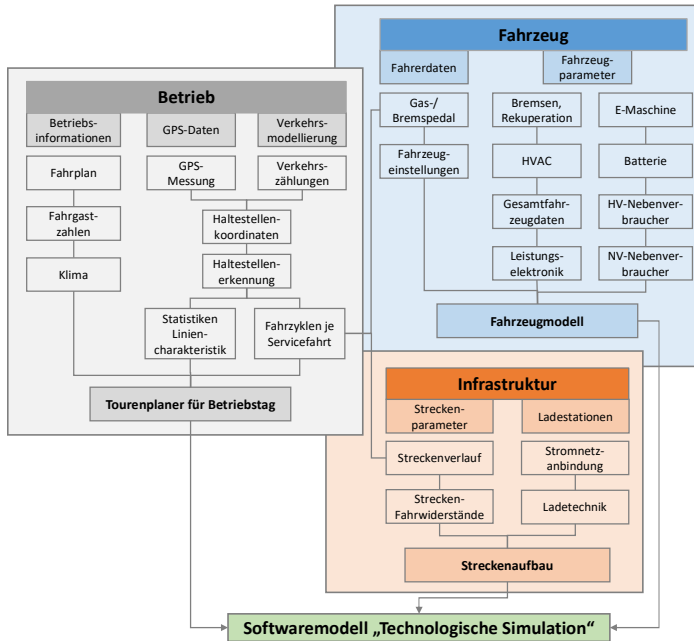 Fahrzeug
Fahrerdaten
Fahrzeug-
parameter
Gas-/
Bremspedal
Bremsen,
Rekuperation
E-Maschine
Fahrzeug-
einstellungen
HVAC
Batterie
Gesamtfahr-
zeugdaten
HV-Nebenver-
braucher
Leistungs-
elektronik
NV-Nebenver-
braucher
Fahrzeugmodell
Betrieb
Betriebs-
informationen
GPS-Daten
Verkehrs-
modellierung
Fahrplan
GPS-
Messung
Verkehrs-
zählungen
Fahrgast-
zahlen
Haltestellen-
koordinaten
Klima
Haltestellen-
erkennung
Statistiken
Linien-
charakteristik
Fahrzyklen je
Servicefahrt
Tourenplaner für Betriebstag
Infrastruktur
Strecken-
parameter
Ladestationen
Streckenverlauf
Stromnetz-
anbindung
Strecken-
Fahrwiderstände
Ladetechnik
Streckenaufbau
Softwaremodell „Technologische Simulation“